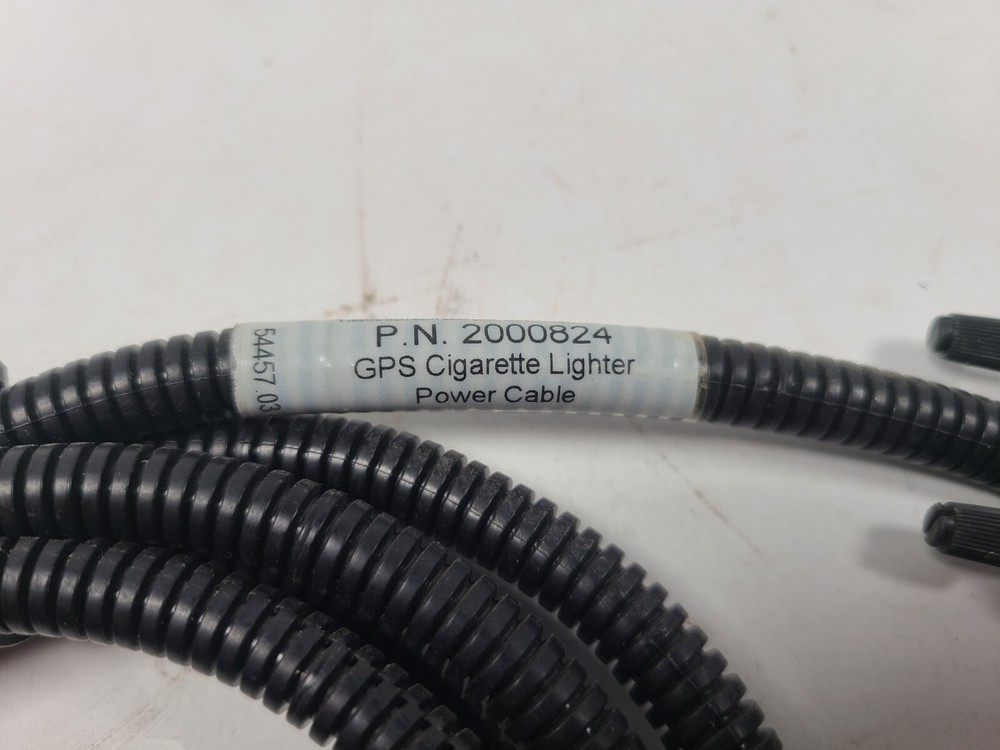 P.N. 2000824
GPS Cigarette Lighter
Power Cable
54457.03